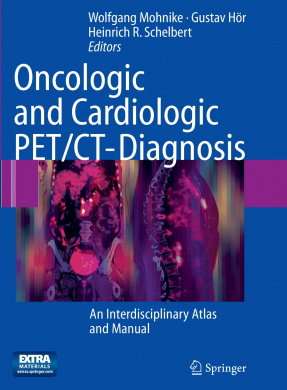 Wolfgang Mohnike · Gustav Hör
Heinrich R. Schelbert
Editors
Oncologic
and Cardiologic
PET/CT-Diagnosis
An Interdisciplinary Atlas
and Manual
EXTRA
MATERIALS
extras.springer.com
Springer